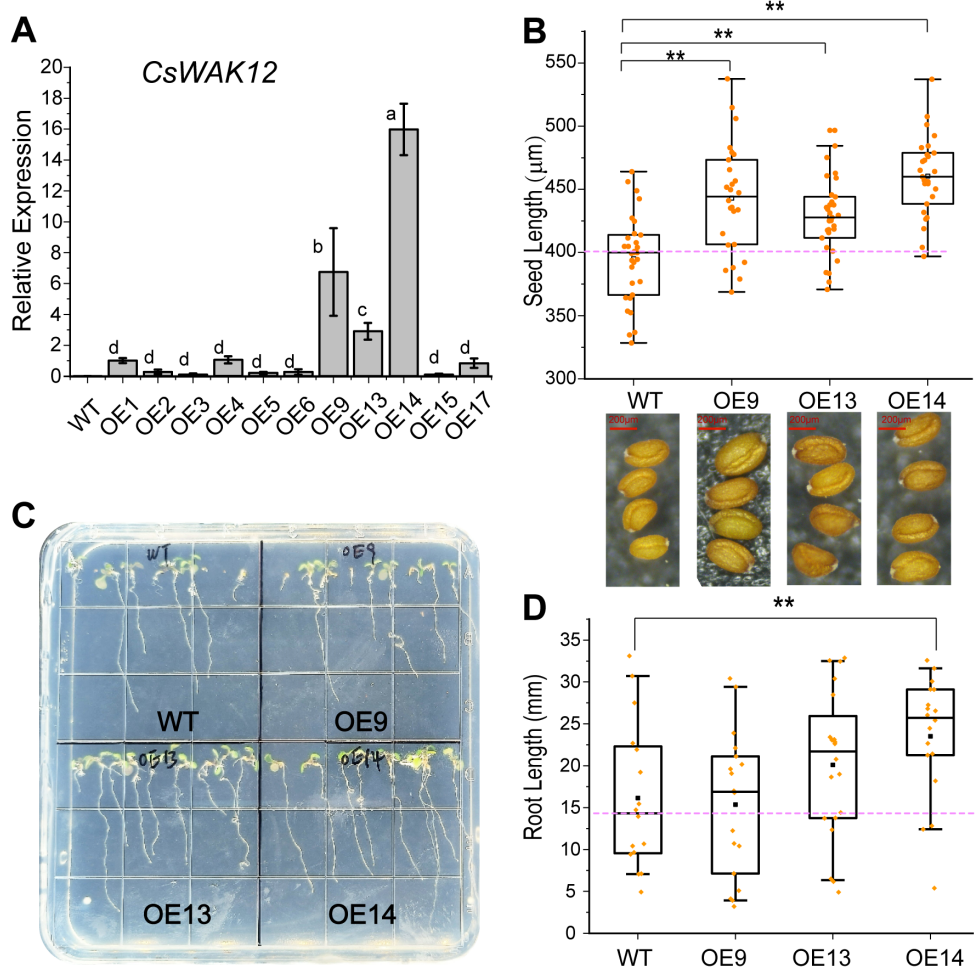 A
CsWAK12
Relative Expression
20
18
16
14
12
10
8
6
4
2
0
d
d
d
d
d
d
b
c
a
d
d
WT
OE1
OE2
OE3
OE4
OE5
OE6
OE9
OE13
OE14
OE15
OE17
B
**
**
**
Seed Length (μm)
550
500
450
400
350
300
WT
OE9
OE13
OE14
200μm
200μm
200μm
200μm
C
WT
OE9
WT
OE9
OE13
OE14
OE13
OE14
D
**
Root Length (mm)
35
30
25
20
15
10
5
0
WT
OE9
OE13
OE14